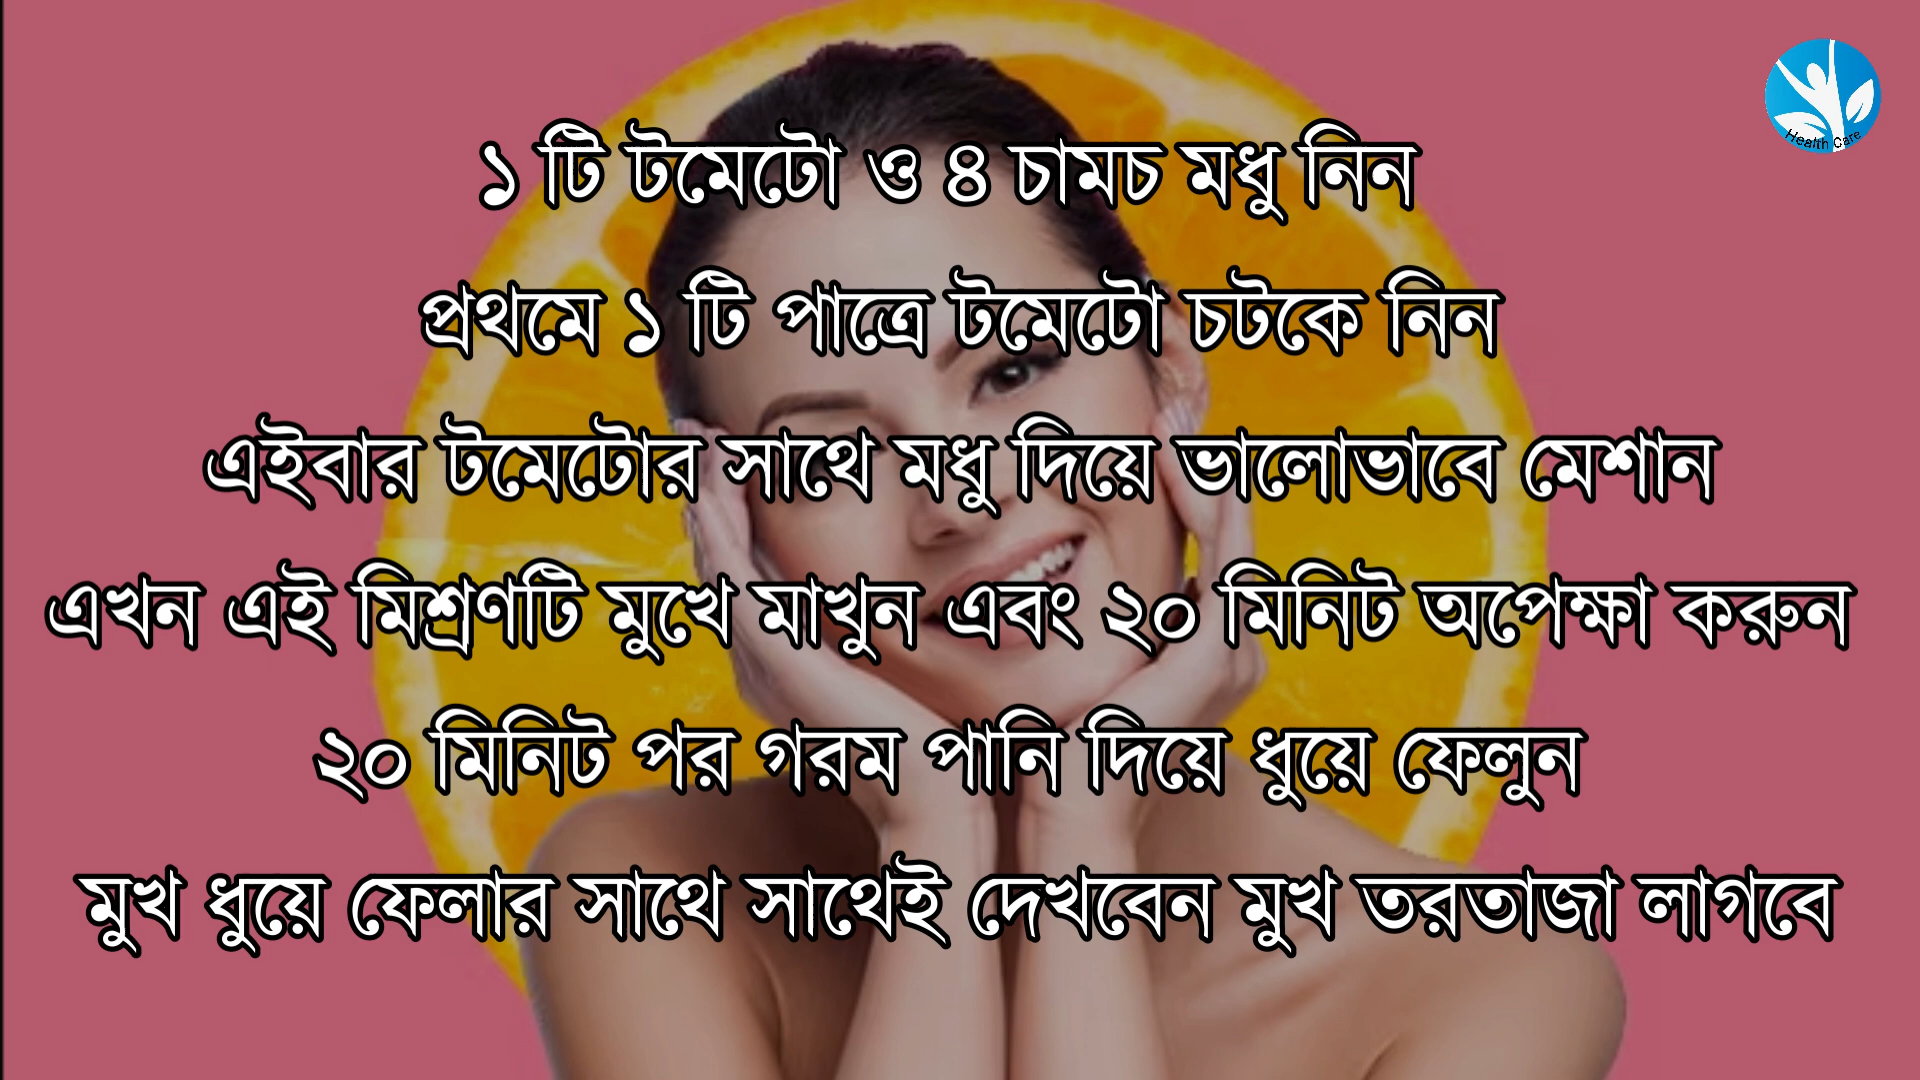 Health Care
১ টি টমেটো ও ৪ চামচ মধু নিন
প্রথমে ১ টি পাত্রে টমেটো চটকে নিন
এইবার টমেটোর সাথে মধু দিয়ে ভালোভাবে মেশান
এখন এই মিশ্রণটি মুখে মাখুন এবং ২০ মিনিট অপেক্ষা করুন
২০ মিনিট পর গরম পানি দিয়ে ধুয়ে ফেলুন
মুখ ধুয়ে ফেলার সাথে সাথেই দেখবেন মুখ তরতাজা লাগবে